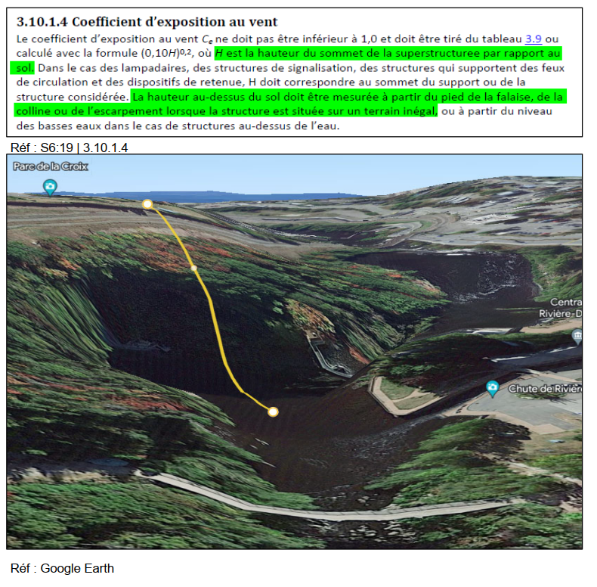 3.10.1.4 Coefficient d'exposition au vent
Le coefficient d'exposition au vent Ce ne doit pas être inférieur à 1,0 et doit être tiré du tableau 3.9 ou
calculé avec la formule (0,10H)0,2, où H est la hauteur du sommet de la superstructuree par rapport au
sol. Dans le cas des lampadaires, des structures de signalisation, des structures qui supportent des feux
de circulation et des dispositifs de retenue, H doit correspondre au sommet du support ou de la
structure considérée. La hauteur au-dessus du sol doit être mesurée à partir du pied de la falaise, de la
colline ou de l'escarpement lorsque la structure est située sur un terrain inégal, ou à partir du niveau
des basses eaux dans le cas de structures au-dessus de l'eau.
Réf : S6:19 | 3.10.1.4
Parc de la Croix
Centra
Rivière-D
Chute de Rivièr
Réf : Google Earth